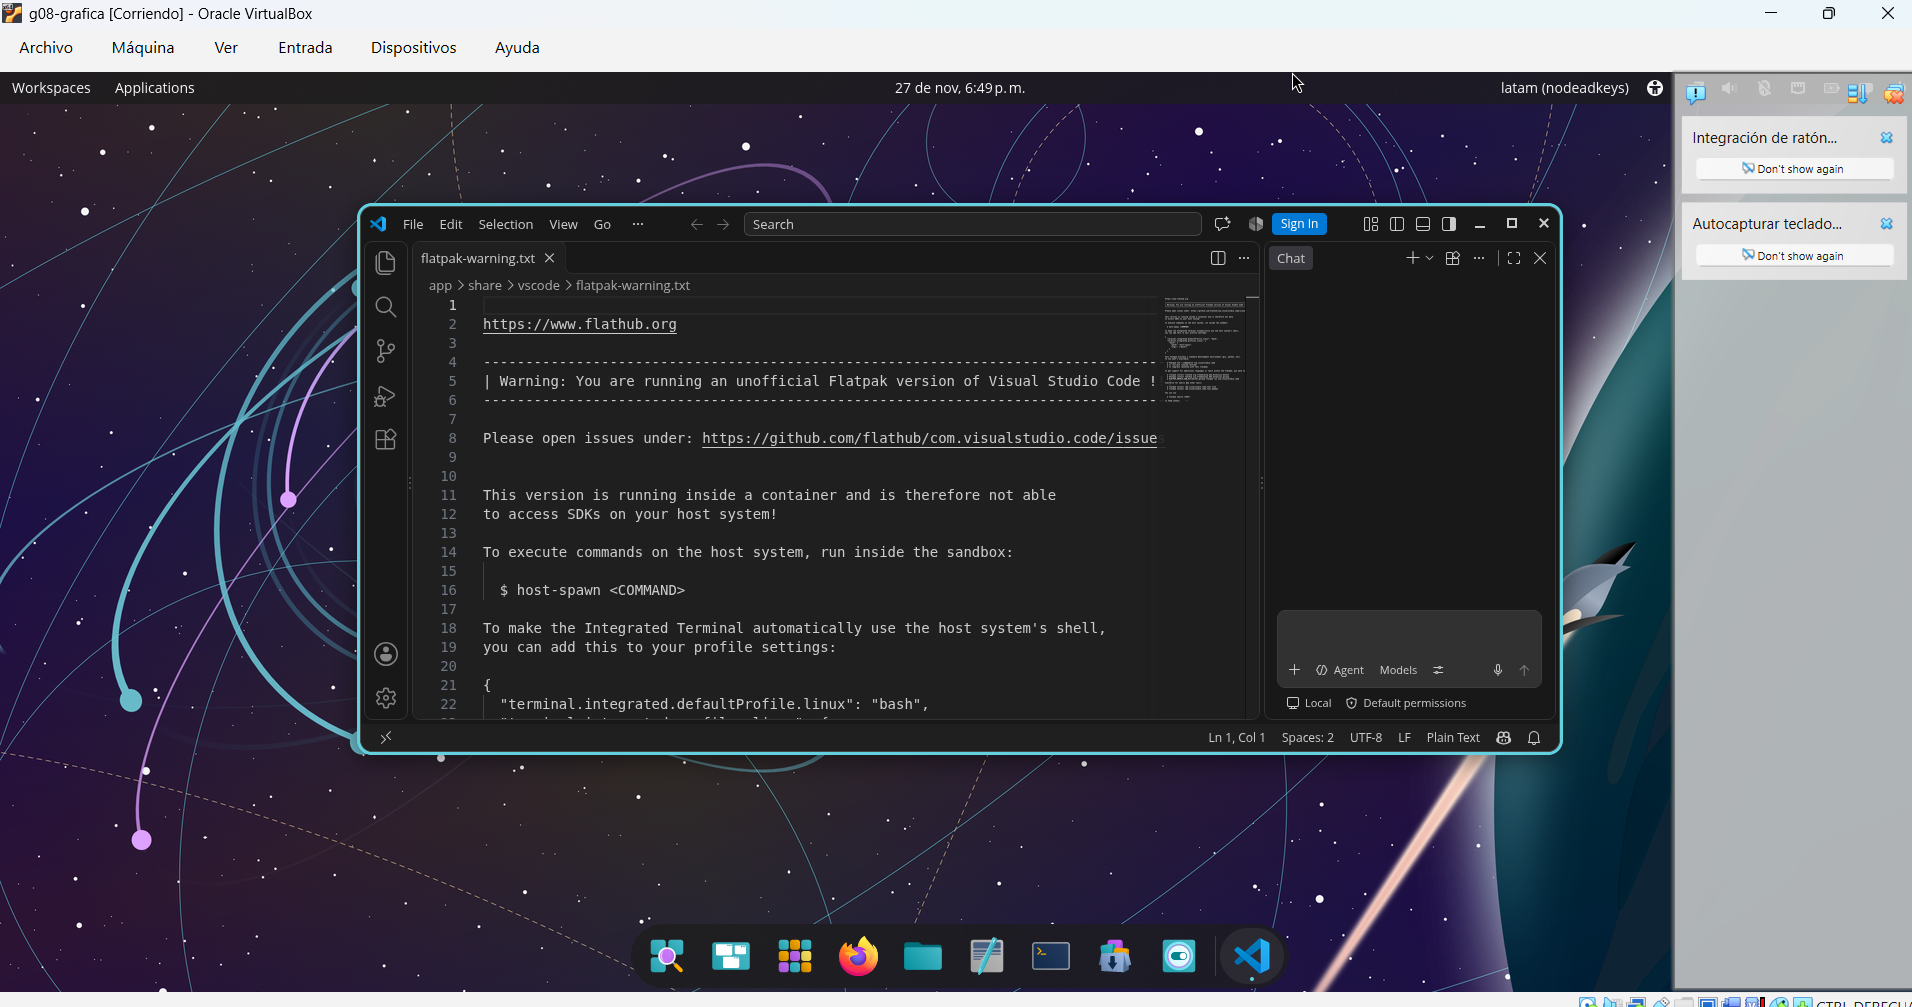 g08-grafica [Corriendo] - Oracle VirtualBox
Archivo Máquina Ver Entrada Dispositivos Ayuda
Workspaces Applications 27 de nov, 6:49 p. m. latam (nodeadkeys)
Integración de ratón...
Don't show again
Autocapturar teclado...
Don't show again
File Edit Selection View Go ··· Search Sign In
flatpak-warning.txt
Chat
app > share > vscode > flatpak-warning.txt
1
2 https://www.flathub.org
3
4 --------------------------------------------------------------------------------
5 | Warning: You are running an unofficial Flatpak version of Visual Studio Code !
6 --------------------------------------------------------------------------------
7
8 Please open issues under: https://github.com/flathub/com.visualstudio.code/issue
9
10
11 This version is running inside a container and is therefore not able
12 to access SDKs on your host system!
13
14 To execute commands on the host system, run inside the sandbox:
15
16 $ host-spawn <COMMAND>
17
18 To make the Integrated Terminal automatically use the host system's shell,
19 you can add this to your profile settings:
20
21 {
22 "terminal.integrated.defaultProfile.linux": "bash",
Agent Models
Local Default permissions
Ln 1, Col 1 Spaces: 2 UTF-8 LF Plain Text